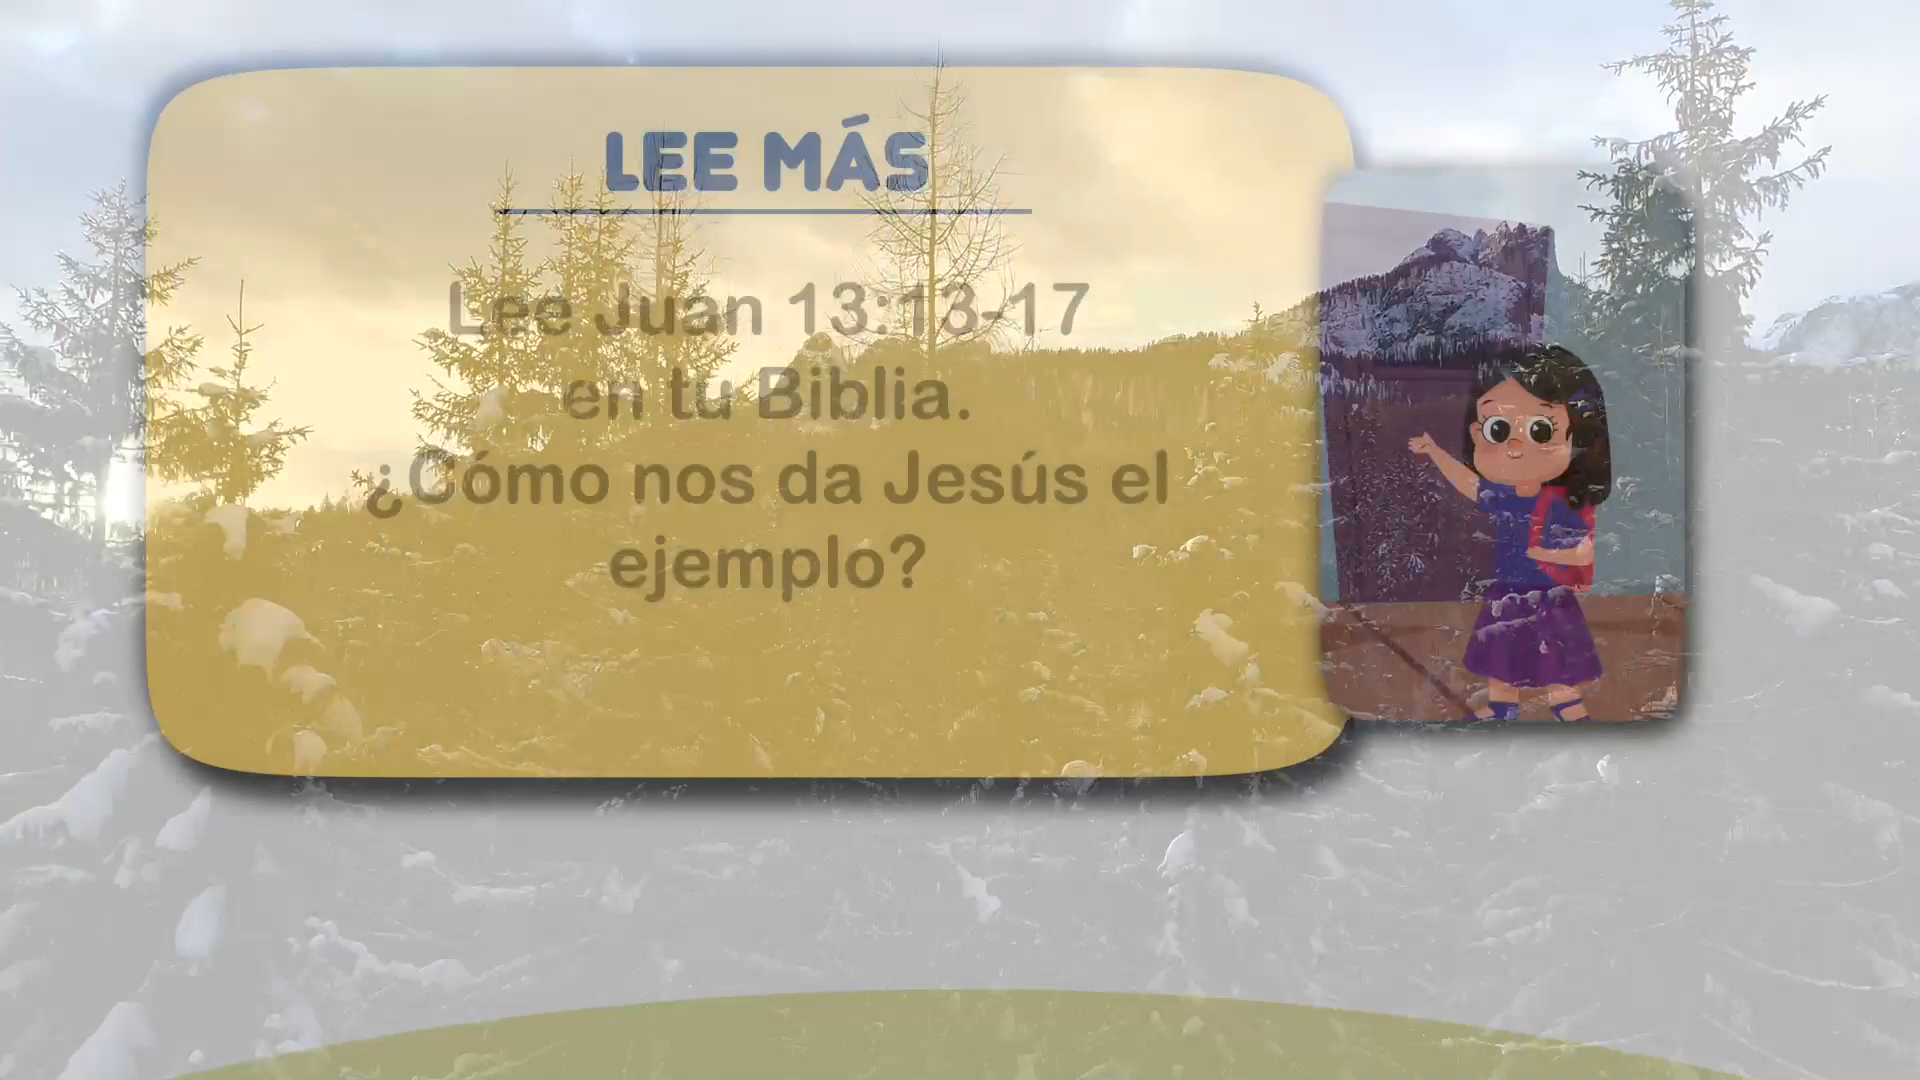 LEE MÁS
Lee Juan 13:13-17
en tu Biblia.
¿Cómo nos da Jesús el
ejemplo?